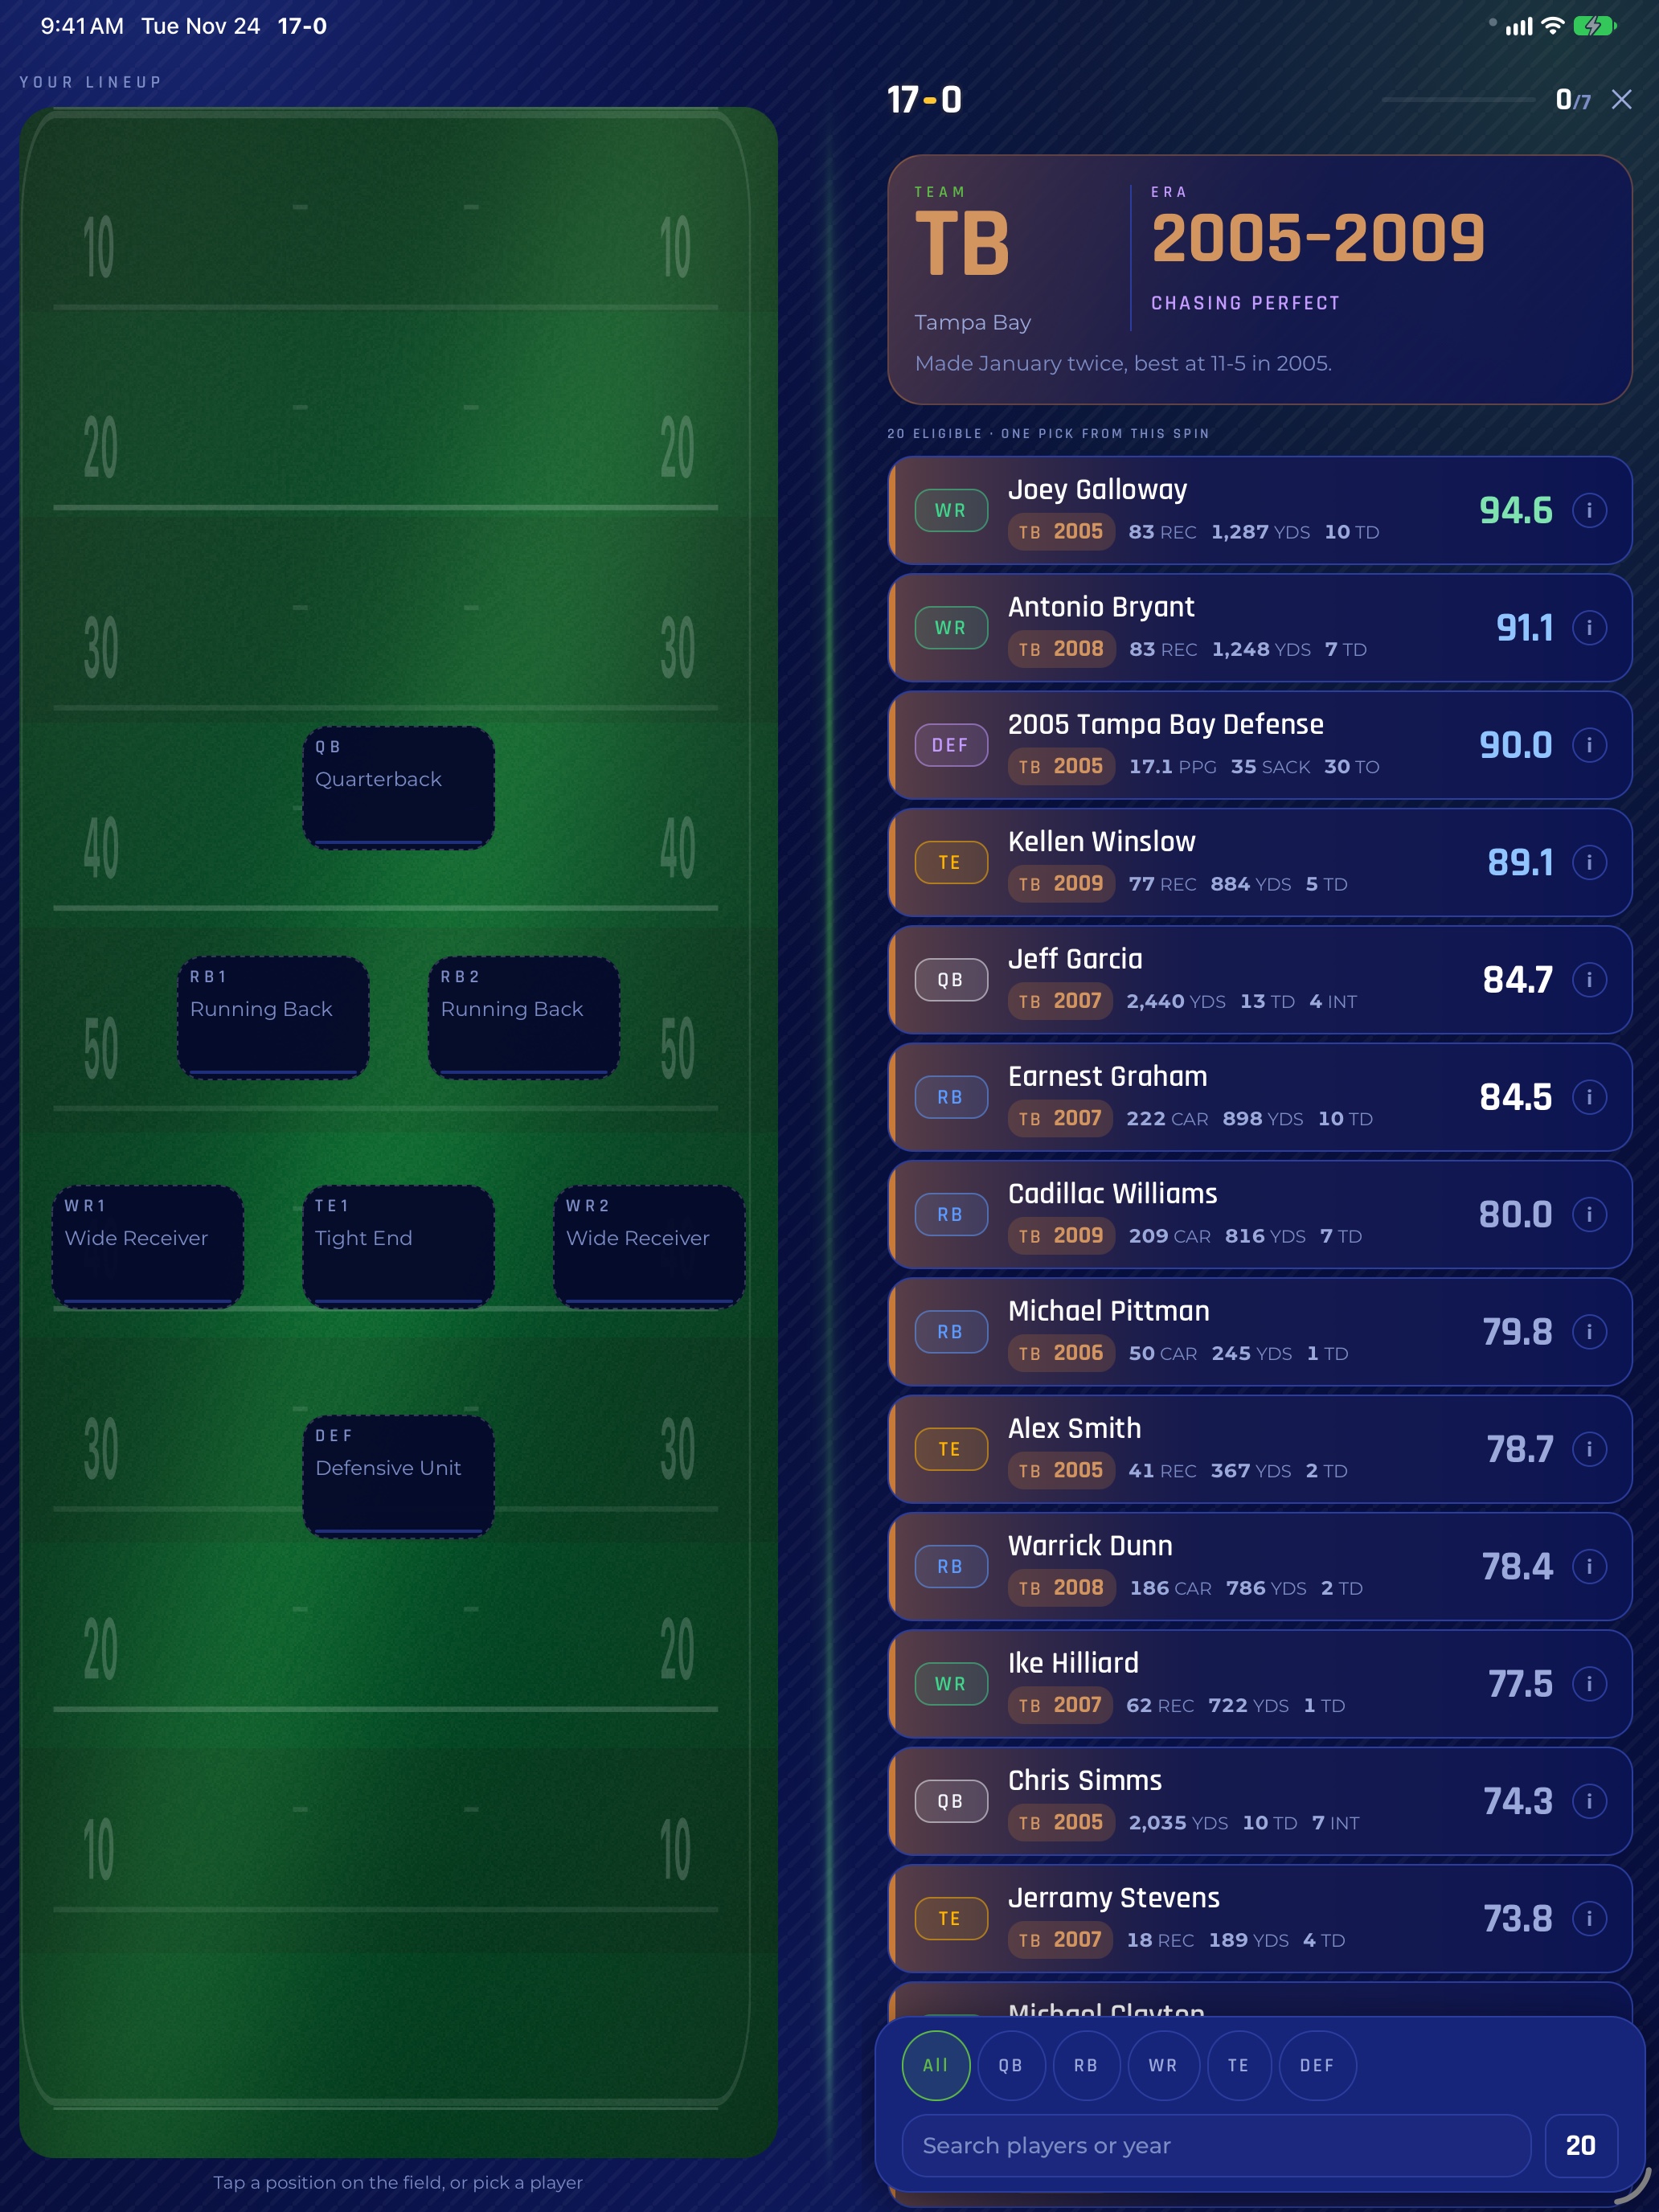 9:41 AM Tue Nov 24 17-0
YOUR LINEUP
10 10
20 20
30 30
QB
Quarterback
40 40
RB1
Running Back
RB2
Running Back
50 50
WR1
Wide Receiver
TE1
Tight End
WR2
Wide Receiver
DEF
Defensive Unit
30 30
20 20
10 10
Tap a position on the field, or pick a player
17-0
0/7
TEAM
TB
Tampa Bay
ERA
2005-2009
CHASING PERFECT
Made January twice, best at 11-5 in 2005.
20 ELIGIBLE · ONE PICK FROM THIS SPIN
WR Joey Galloway 94.6 i
TB 2005 83 REC 1,287 YDS 10 TD
WR Antonio Bryant 91.1 i
TB 2008 83 REC 1,248 YDS 7 TD
DEF 2005 Tampa Bay Defense 90.0 i
TB 2005 17.1 PPG 35 SACK 30 TO
TE Kellen Winslow 89.1 i
TB 2009 77 REC 884 YDS 5 TD
QB Jeff Garcia 84.7 i
TB 2007 2,440 YDS 13 TD 4 INT
RB Earnest Graham 84.5 i
TB 2007 222 CAR 898 YDS 10 TD
RB Cadillac Williams 80.0 i
TB 2009 209 CAR 816 YDS 7 TD
RB Michael Pittman 79.8 i
TB 2006 50 CAR 245 YDS 1 TD
TE Alex Smith 78.7 i
TB 2005 41 REC 367 YDS 2 TD
RB Warrick Dunn 78.4 i
TB 2008 186 CAR 786 YDS 2 TD
WR Ike Hilliard 77.5 i
TB 2007 62 REC 722 YDS 1 TD
QB Chris Simms 74.3 i
TB 2005 2,035 YDS 10 TD 7 INT
TE Jerramy Stevens 73.8 i
TB 2007 18 REC 189 YDS 4 TD
Michael Clayton
All QB RB WR TE DEF
Search players or year 20